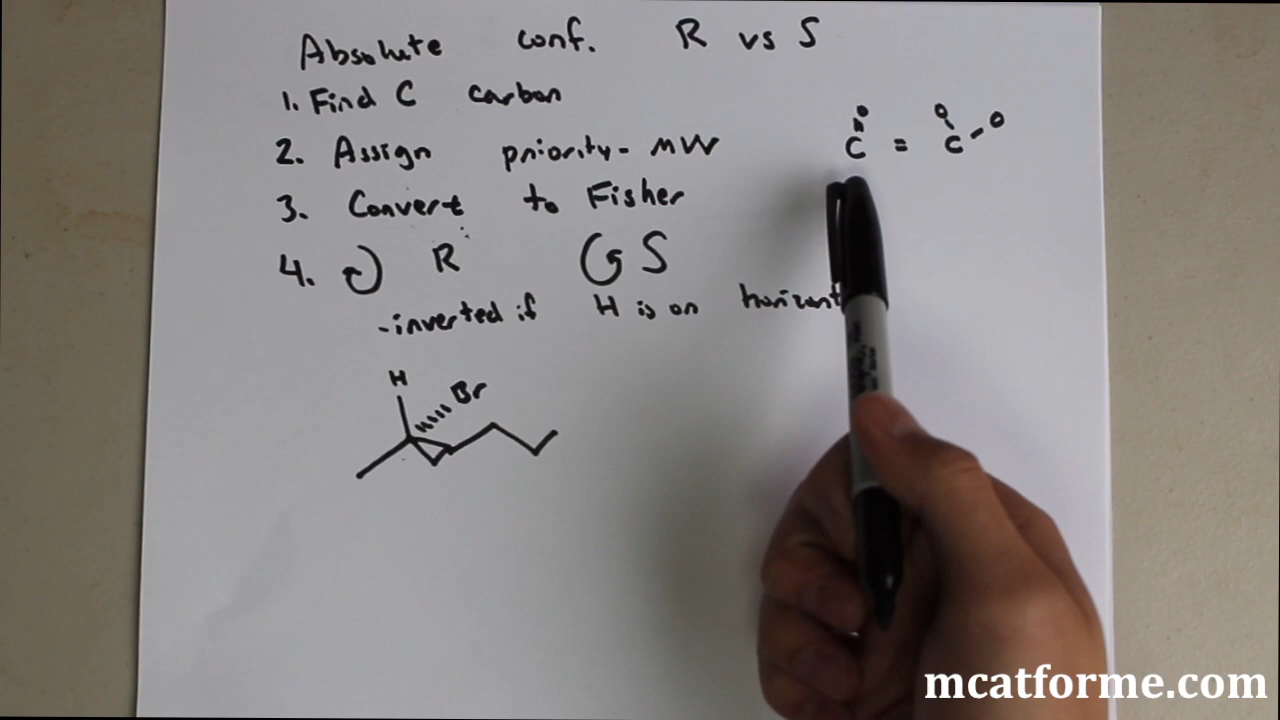 Absolute conf. R vs S
1. Find C carbon
2. Assign priority - MW
3. Convert to Fisher
4. R S
- inverted if H is on horizont
O O O
C = C
H Br
mcatforme.com